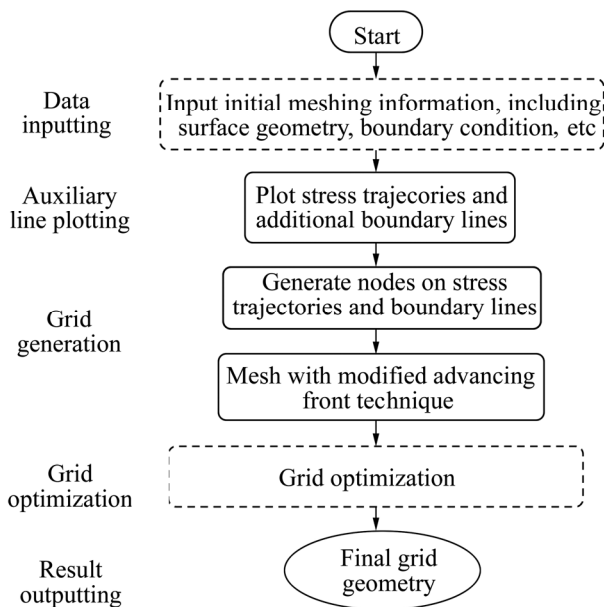 Start
Data
inputting
Input initial meshing information, including
surface geometry, boundary condition, etc
Auxiliary
line plotting
Plot stress trajecories and
additional boundary lines
Grid
generation
Generate nodes on stress
trajectories and boundary lines
Mesh with modified advancing
front technique
Grid
optimization
Grid optimization
Result
outputting
Final grid
geometry